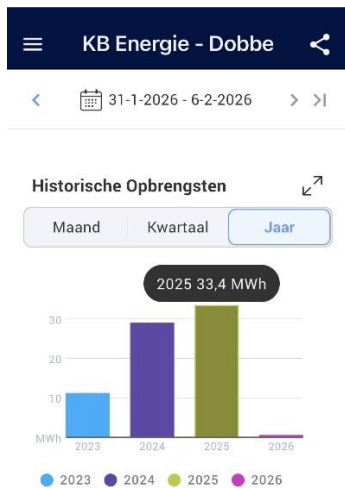 KB Energie - Dobbe
31-1-2026 - 6-2-2026
Historische Opbrengsten
Maand Kwartaal Jaar
2025 33,4 MWh
30
20
10
MWh
2023 2024 2025 2026
2023 2024 2025 2026